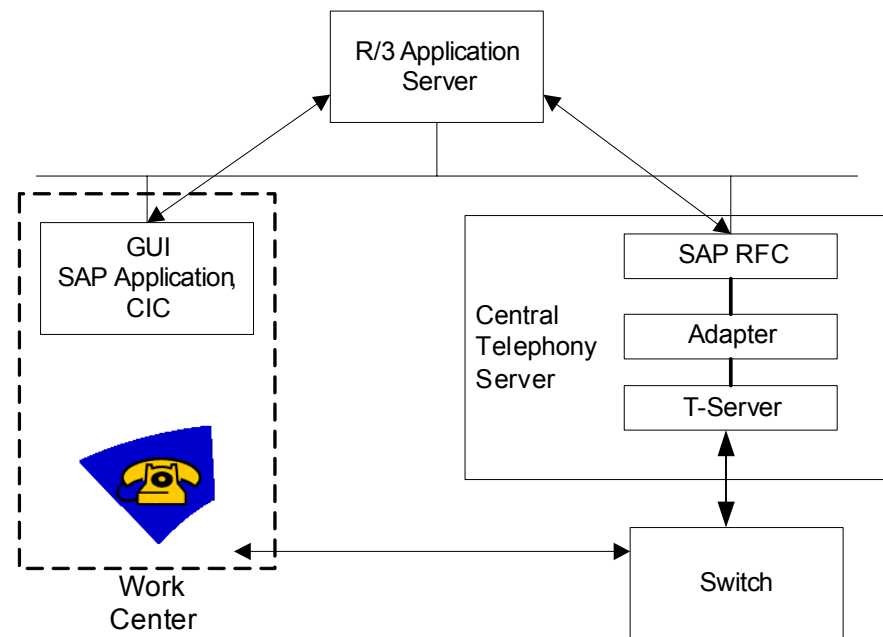 R/3 Application
Server
GUI
SAP Application,
CIC
SAP RFC
Central
Telephony
Server
Adapter
T-Server
Work
Center
Switch